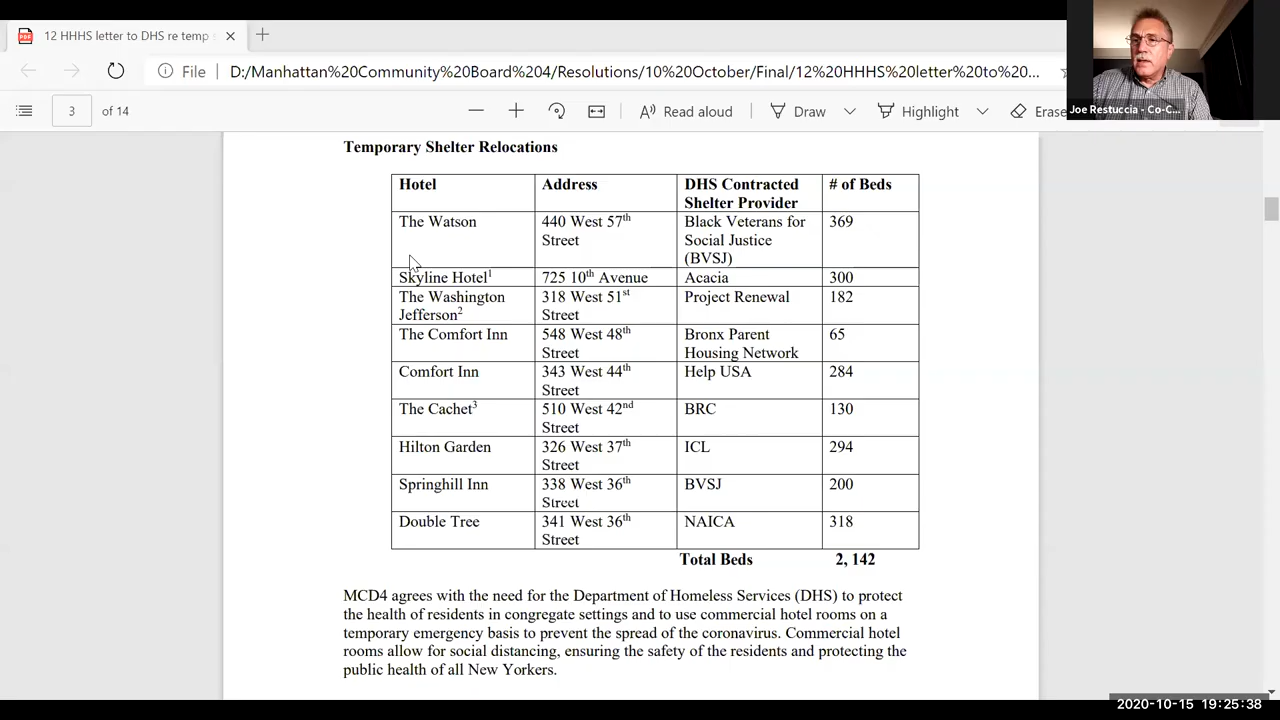 12 HHHS letter to DHS re temp s
File D:/Manhattan%20Community%20Board%204/Resolutions/10%20October/Final/12%20HHHS%20letter%20to%20...
Joe Restuccia - Co-C...
3 of 14 Read aloud Draw Highlight Erase
Temporary Shelter Relocations
Hotel Address DHS Contracted # of Beds
Shelter Provider
The Watson 440 West 57th Black Veterans for 369
Street Social Justice
(BVSJ)
Skyline Hotel1 725 10th Avenue Acacia 300
The Washington 318 West 51st Project Renewal 182
Jefferson2 Street
The Comfort Inn 548 West 48th Bronx Parent 65
Street Housing Network
Comfort Inn 343 West 44th Help USA 284
Street
The Cachet3 510 West 42nd BRC 130
Street
Hilton Garden 326 West 37th ICL 294
Street
Springhill Inn 338 West 36th BVSJ 200
Street
Double Tree 341 West 36th NAICA 318
Street
Total Beds 2, 142
MCD4 agrees with the need for the Department of Homeless Services (DHS) to protect
the health of residents in congregate settings and to use commercial hotel rooms on a
temporary emergency basis to prevent the spread of the coronavirus. Commercial hotel
rooms allow for social distancing, ensuring the safety of the residents and protecting the
public health of all New Yorkers.
2020-10-15 19:25:38